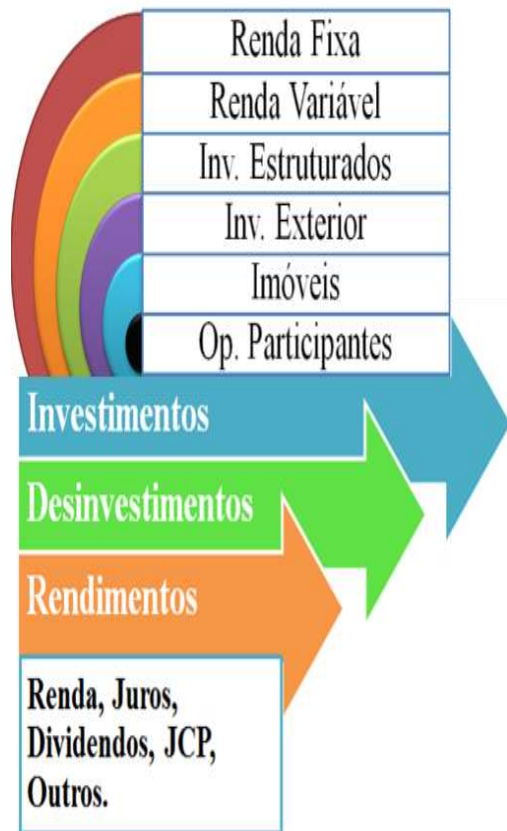 Renda Fixa
Renda Variável
Inv. Estruturados
Inv. Exterior
Imóveis
Op. Participantes
Investimentos
Desinvestimentos
Rendimentos
Renda, Juros,
Dividendos, JCP,
Outros.